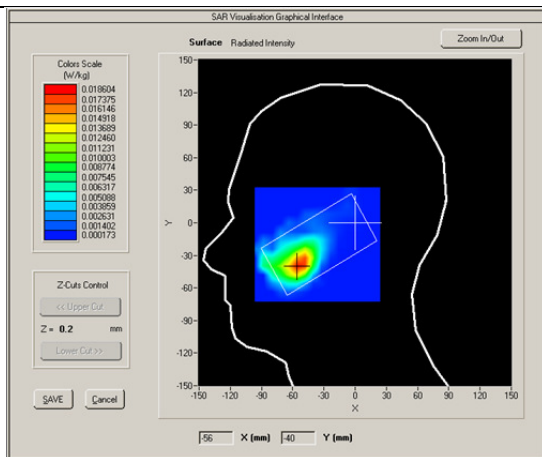 SAR Visualisation Graphical Interface
Surface Radiated Intensity
Zoom In/Out
Colors Scale
(W/kg)
0.018604
0.017375
0.016146
0.014918
0.013689
0.012460
0.011231
0.010003
0.008774
0.007545
0.006317
0.005088
0.003859
0.002631
0.001402
0.000173
Z-Cuts Control
<< Upper Cut
Z = 0.2 mm
Lower Cut >>
SAVE Cancel
150
120
90
60
30
0
-30
-60
-90
-120
-150
Y
-150 -120 -90 -60 -30 0 30 60 90 120 150
X
-56 X (mm) -40 Y (mm)